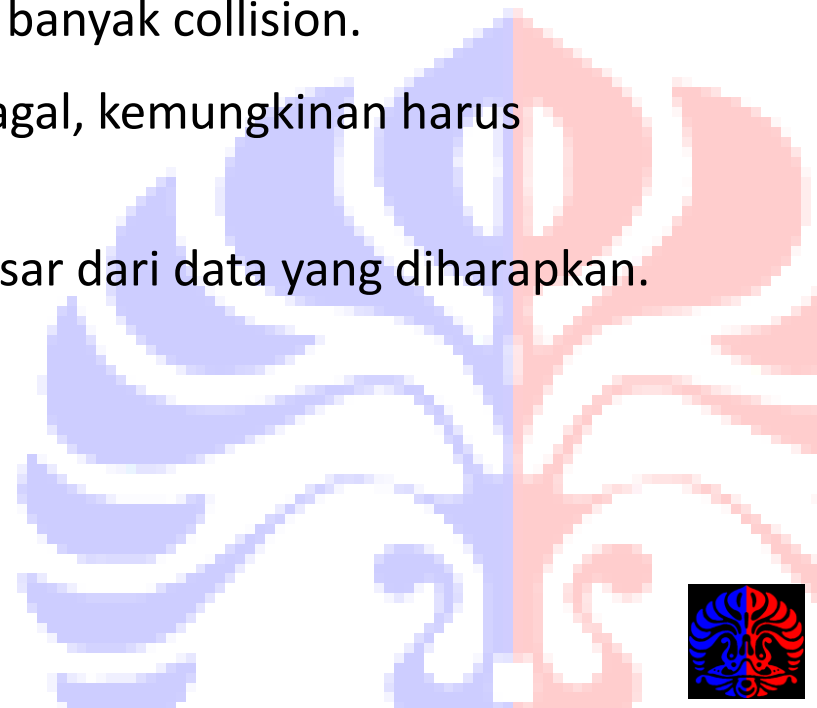 banyak collision.
agal, kemungkinan harus
sar dari data yang diharapkan.